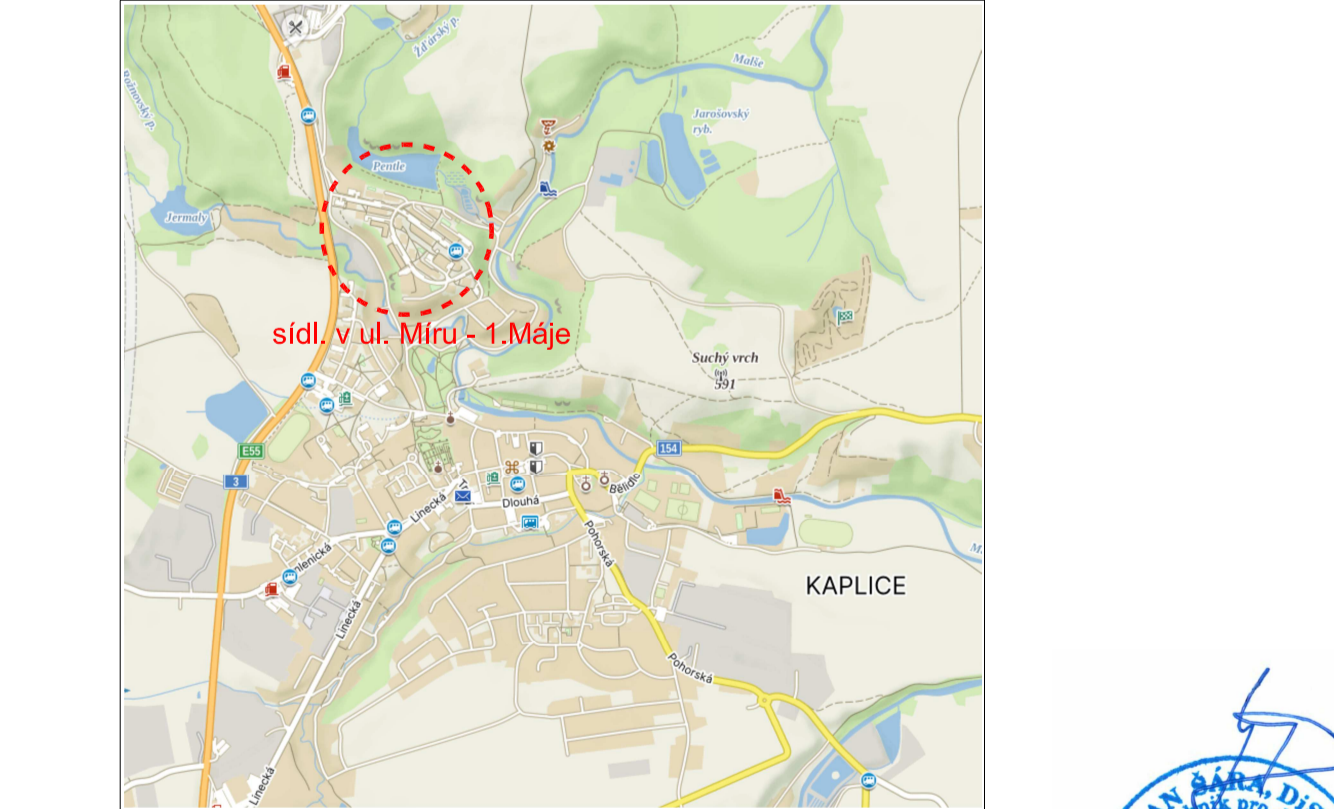 Žďárský p.
Malše
Rožnovský p.
Jarošovský
ryb.
Pentle
Jermaly
sídl. v ul. Míru - 1.Máje
Suchý vrch
591
E55
154
3
Bělidlo
Linecká
Dlouhá
Pohorská
KAPLICE
Linecká
Pohorská
Linecká
ŠÁRA, DiS